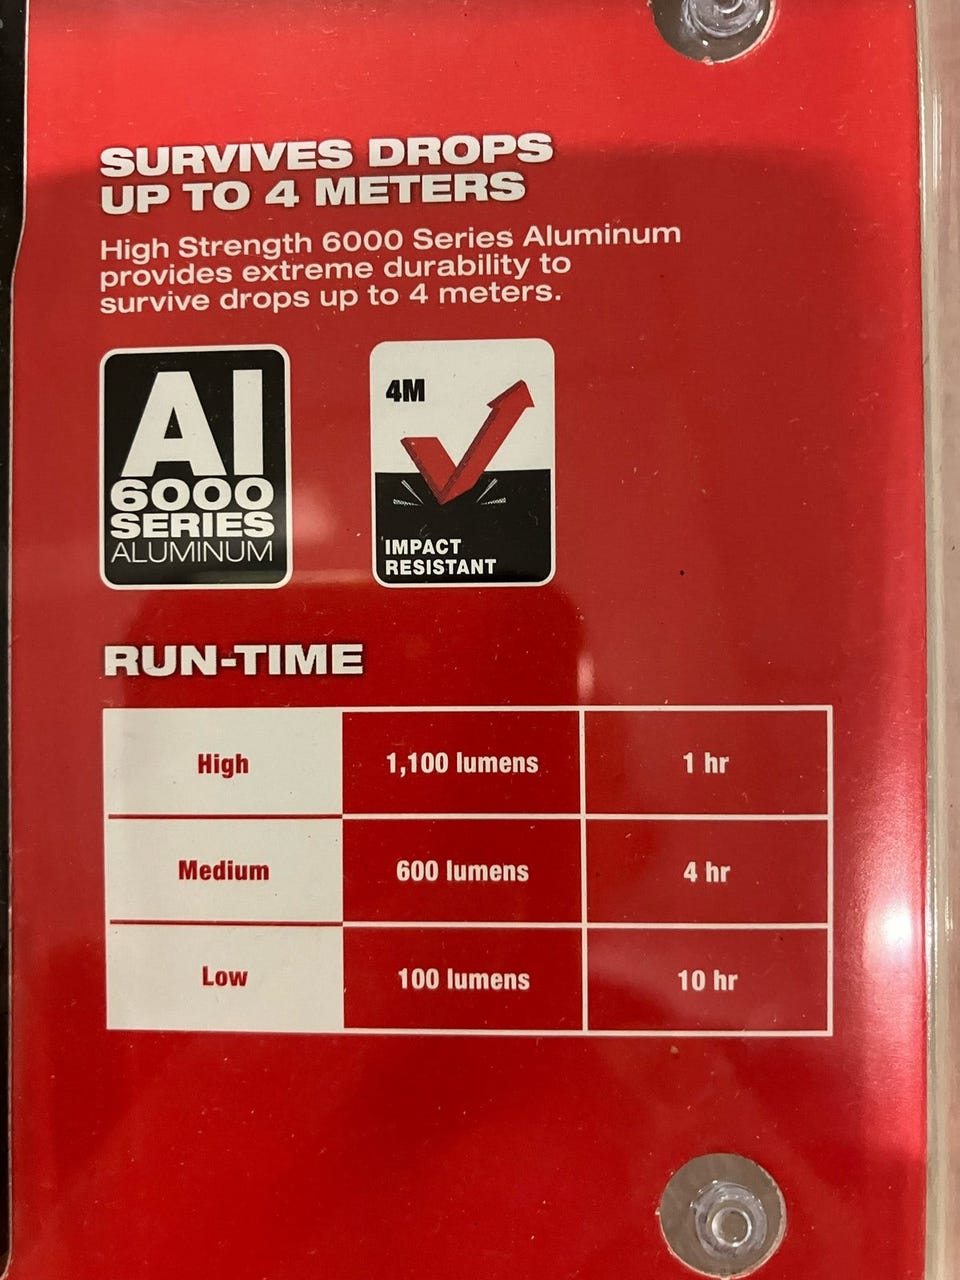 SURVIVES DROPS
UP TO 4 METERS
High Strength 6000 Series Aluminum
provides extreme durability to
survive drops up to 4 meters.
Al
6000
SERIES
ALUMINUM
4M
IMPACT
RESISTANT
RUN-TIME
High 1,100 lumens 1 hr
Medium 600 lumens 4 hr
Low 100 lumens 10 hr